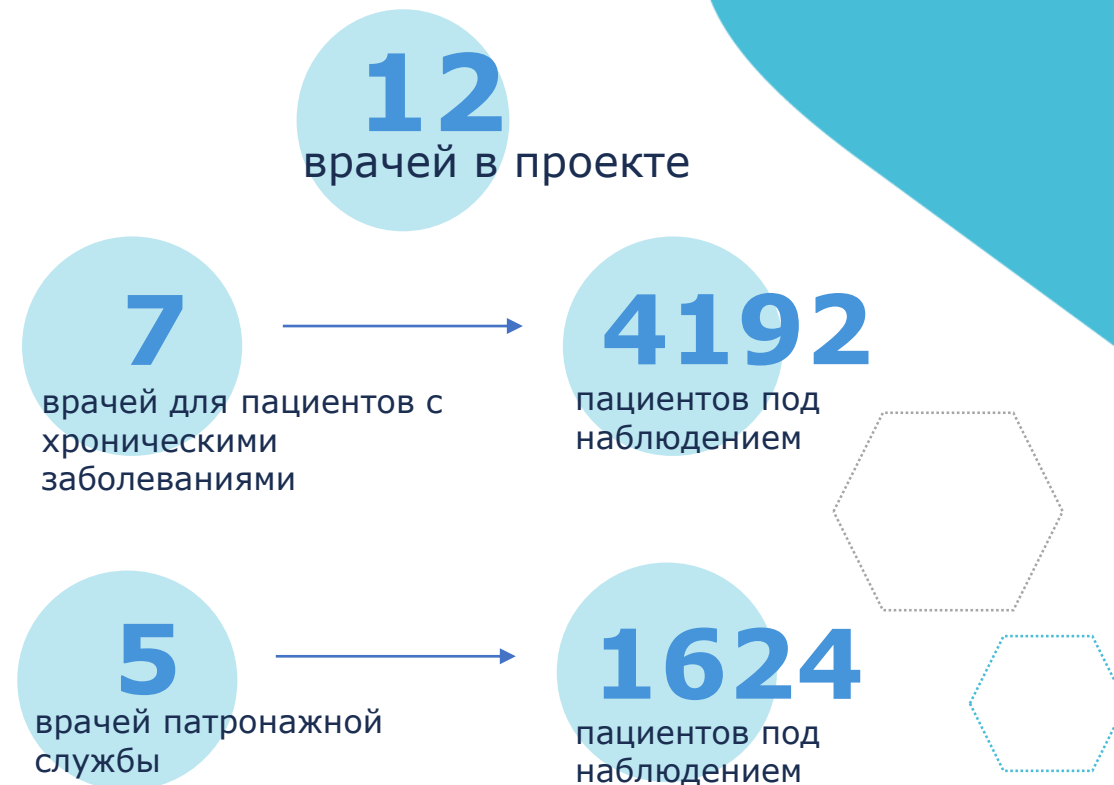 12
врачей в проекте
7
врачей для пациентов с
хроническими
заболеваниями
4192
пациентов под
наблюдением
5
врачей патронажной
службы
1624
пациентов под
наблюдением